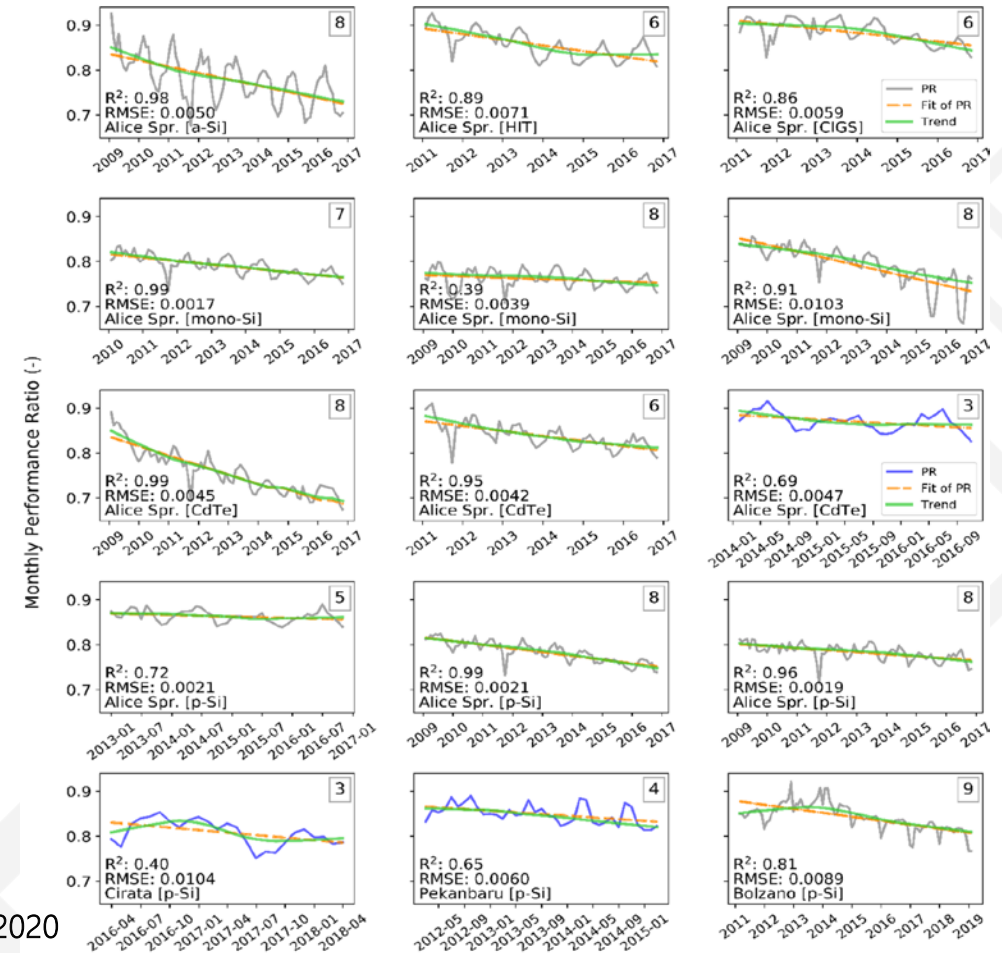 Monthly Performance Ratio (-)
0.9
0.8
0.7
8
R²: 0.98
RMSE: 0.0050
Alice Spr. [a-Si]
2009 2010 2011 2012 2013 2014 2015 2016 2017
6
R²: 0.89
RMSE: 0.0071
Alice Spr. [HIT]
2011 2012 2013 2014 2015 2016 2017
6
R²: 0.86
RMSE: 0.0059
Alice Spr. [CIGS]
PR
Fit of PR
Trend
2011 2012 2013 2014 2015 2016 2017
0.9
0.8
0.7
7
R²: 0.99
RMSE: 0.0017
Alice Spr. [mono-Si]
2010 2011 2012 2013 2014 2015 2016 2017
8
R²: 0.39
RMSE: 0.0039
Alice Spr. [mono-Si]
2009 2010 2011 2012 2013 2014 2015 2016 2017
8
R²: 0.91
RMSE: 0.0103
Alice Spr. [mono-Si]
2009 2010 2011 2012 2013 2014 2015 2016 2017
0.9
0.8
0.7
8
R²: 0.99
RMSE: 0.0045
Alice Spr. [CdTe]
2009 2010 2011 2012 2013 2014 2015 2016 2017
6
R²: 0.95
RMSE: 0.0042
Alice Spr. [CdTe]
2011 2012 2013 2014 2015 2016 2017
3
R²: 0.69
RMSE: 0.0047
Alice Spr. [CdTe]
PR
Fit of PR
Trend
2014-01 2014-05 2014-09 2015-01 2015-05 2015-09 2016-01 2016-05 2016-09
0.9
0.8
0.7
5
R²: 0.72
RMSE: 0.0021
Alice Spr. [p-Si]
2013-01 2013-07 2014-01 2014-07 2015-01 2015-07 2016-01 2016-07 2017-01
8
R²: 0.99
RMSE: 0.0021
Alice Spr. [p-Si]
2009 2010 2011 2012 2013 2014 2015 2016 2017
8
R²: 0.96
RMSE: 0.0019
Alice Spr. [p-Si]
2009 2010 2011 2012 2013 2014 2015 2016 2017
0.9
0.8
0.7
3
R²: 0.40
RMSE: 0.0104
Cirata [p-Si]
2016-04 2016-07 2016-10 2017-01 2017-04 2017-07 2017-10 2018-01 2018-04
4
R²: 0.65
RMSE: 0.0060
Pekanbaru [p-Si]
2012-05 2012-09 2013-01 2013-05 2013-09 2014-01 2014-05 2014-09 2015-01
9
R²: 0.81
RMSE: 0.0089
Bolzano [p-Si]
2011 2012 2013 2014 2015 2016 2017 2018 2019
2020